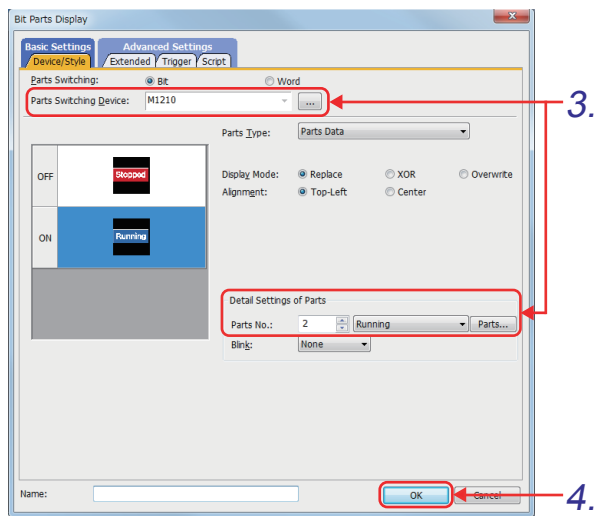 Bit Parts Display
Basic Settings Advanced Settings
Device/Style Extended Trigger Script
Parts Switching: Bit Word
Parts Switching Device: M1210 ...
3.
Parts Type: Parts Data
OFF Stopped
Display Mode: Replace XOR Overwrite
Alignment: Top-Left Center
ON Running
Detail Settings of Parts
Parts No.: 2 Running Parts...
Blink: None
Name: OK Cancel
4.